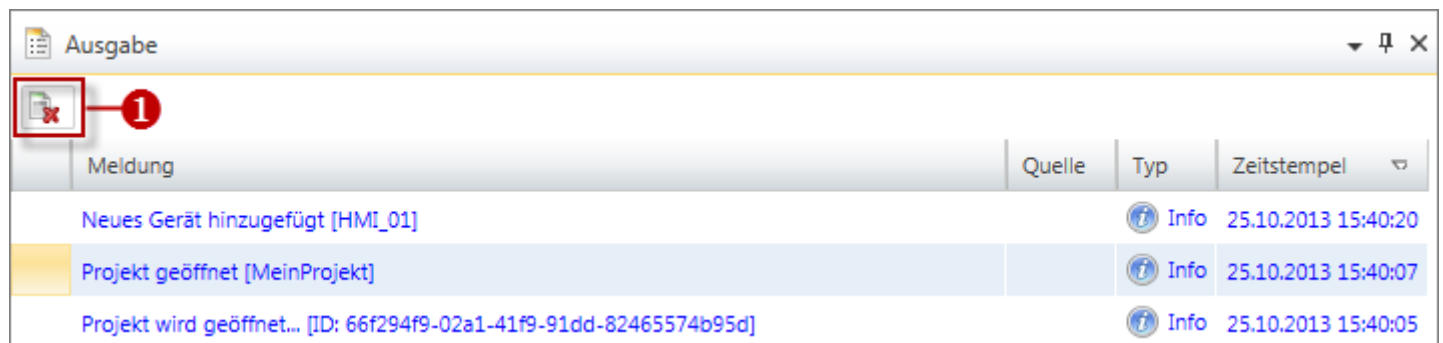 Ausgabe
1
Meldung Quelle Typ Zeitstempel
Neues Gerät hinzugefügt [HMI_01] Info 25.10.2013 15:40:20
Projekt geöffnet [MeinProjekt] Info 25.10.2013 15:40:07
Projekt wird geöffnet... [ID: 66f294f9-02a1-41f9-91dd-82465574b95d] Info 25.10.2013 15:40:05